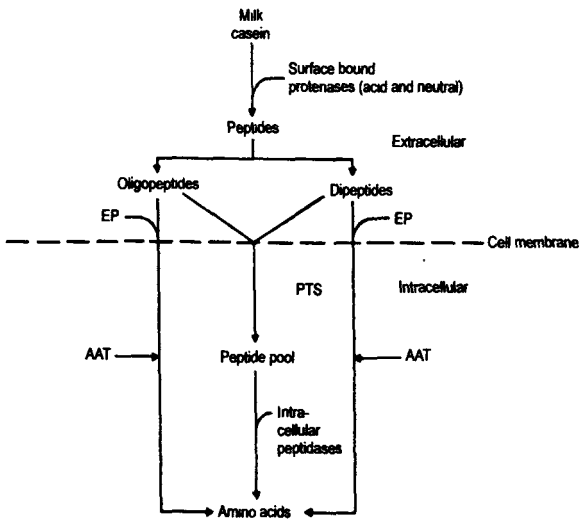 Milk
casein
Surface bound
protenases (acid and neutral)
Peptides
Extracellular
Oligopeptides
Dipeptides
EP
EP
Cell membrane
PTS
Intracellular
AAT
Peptide pool
AAT
Intra-
cellular
peptidases
Amino acids